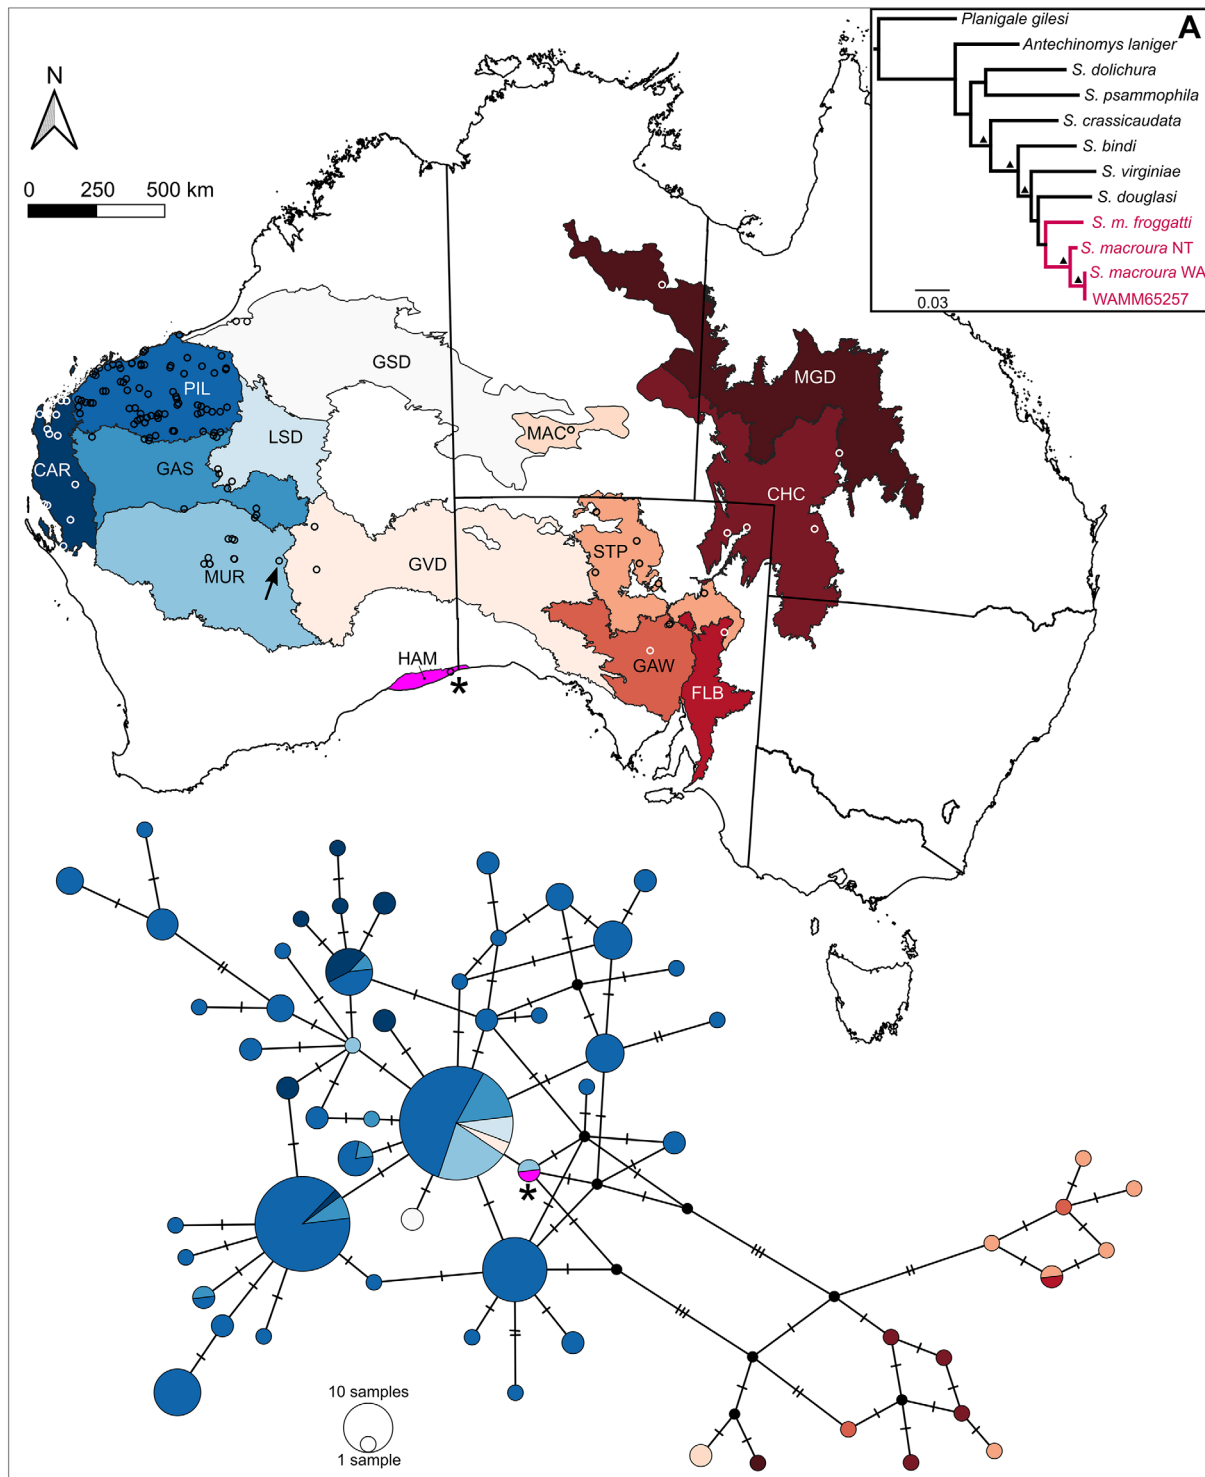 N
0 250 500 km
A
Planigale gilesi
Antechinomys laniger
S. dolichura
S. psammophila
S. crassicaudata
S. bindi
S. virginiae
S. douglasi
S. m. froggatti
S. macroura NT
S. macroura WA
WAMM65257
0.03
GSD
PIL
MGD
LSD
MAC
CAR
GAS
CHC
STP
GVD
MUR
HAM
*
GAW
FLB
*
10 samples
1 sample